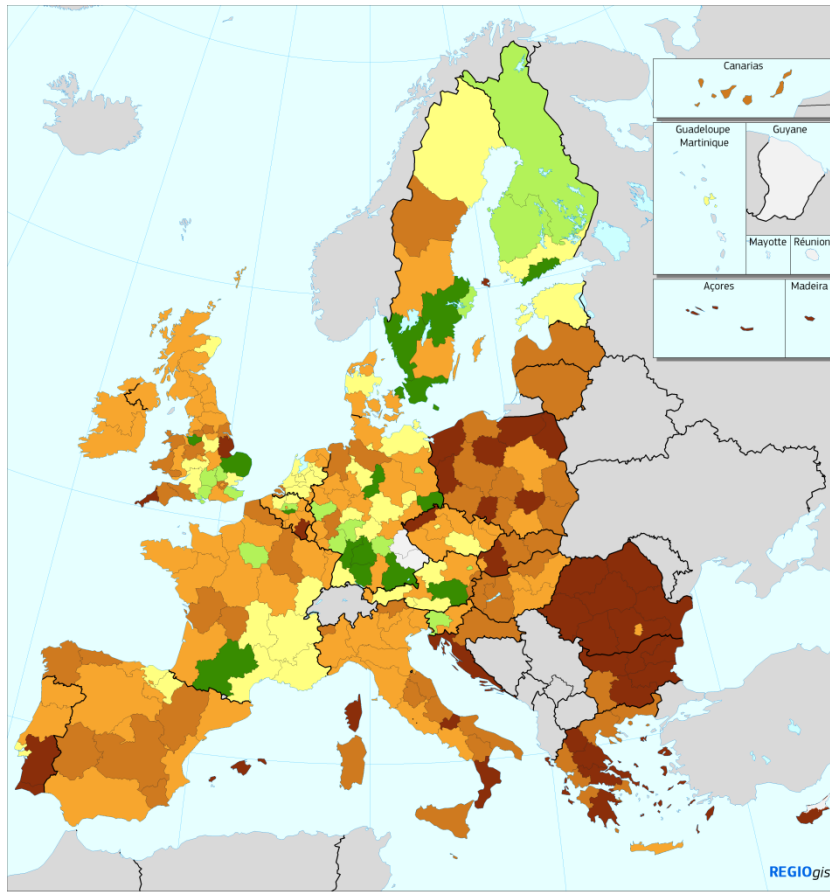 Canarias
Guadeloupe
Martinique
Guyane
Mayotte
Réunion
Açores
Madeira
REGIOgis